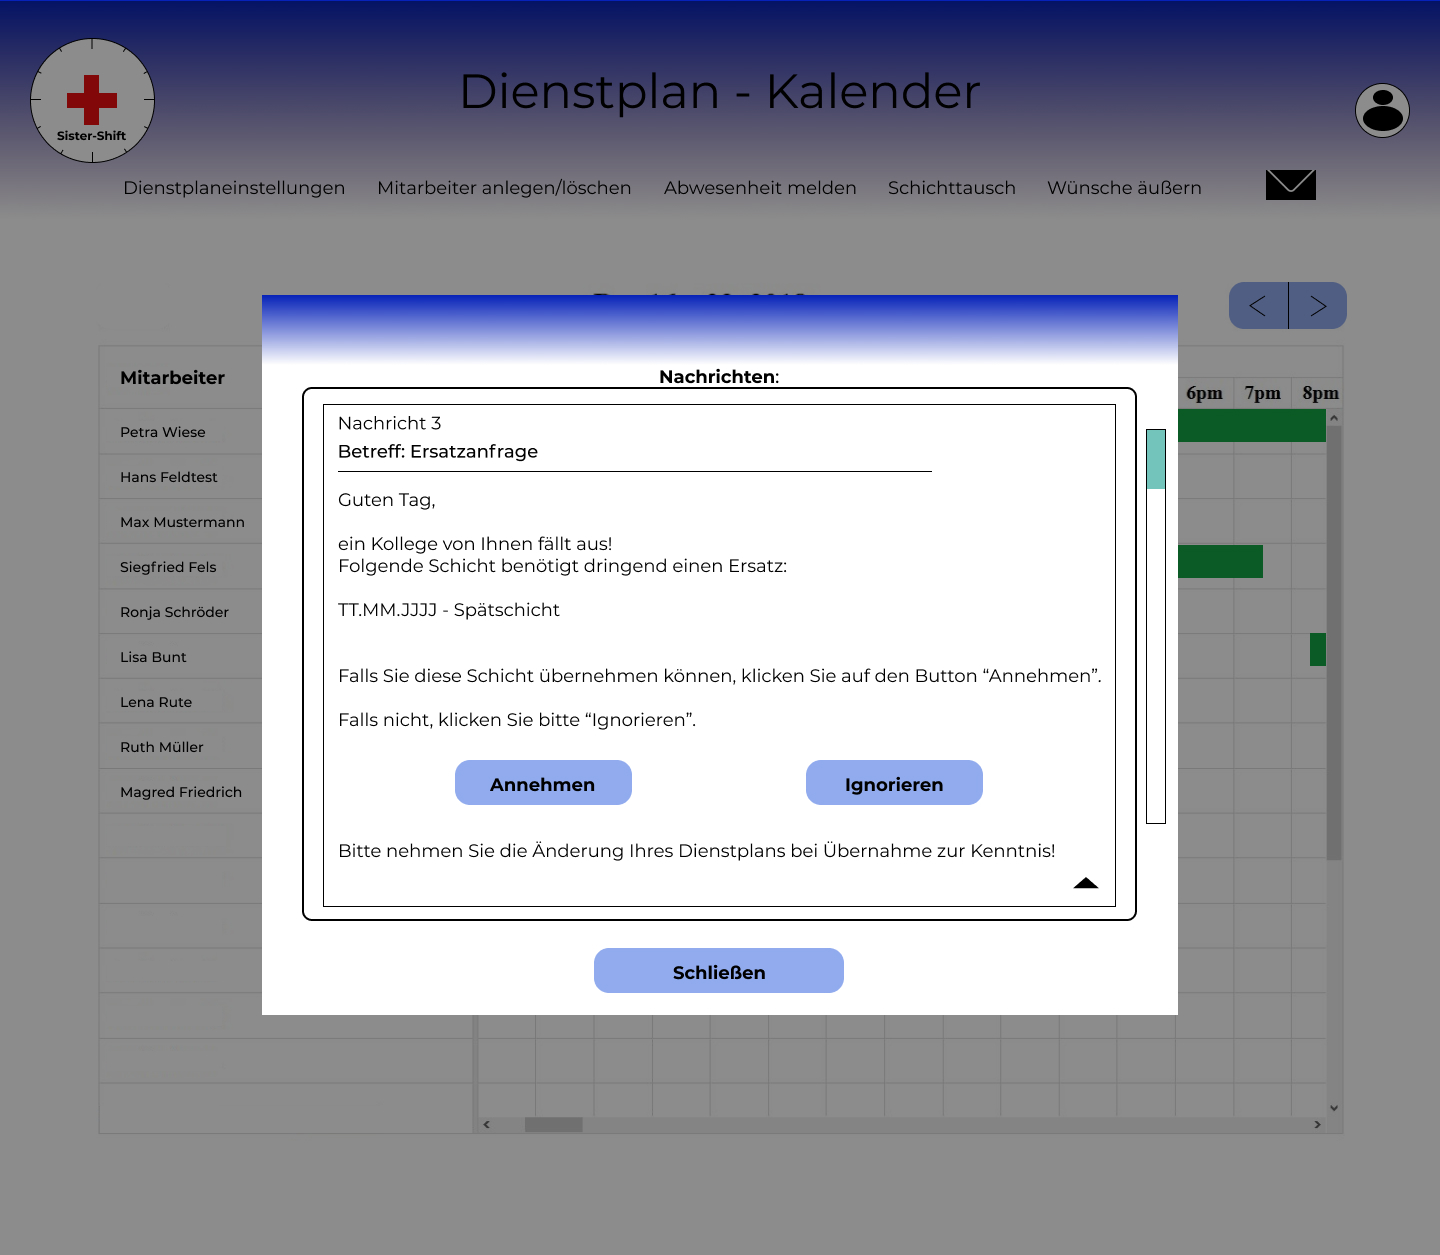 Dienstplan - Kalender
Sister-Shift
Dienstplaneinstellungen
Mitarbeiter anlegen/löschen
Abwesenheit melden
Schichttausch
Wünsche äußern
Mitarbeiter
6pm 7pm 8pm
Petra Wiese
Hans Feldtest
Max Mustermann
Siegfried Fels
Ronja Schröder
Lisa Bunt
Lena Rute
Ruth Müller
Magred Friedrich
Nachrichten:
Nachricht 3
Betreff: Ersatzanfrage
Guten Tag,
ein Kollege von Ihnen fällt aus!
Folgende Schicht benötigt dringend einen Ersatz:
TT.MM.JJJJ - Spätschicht
Falls Sie diese Schicht übernehmen können, klicken Sie auf den Button “Annehmen”.
Falls nicht, klicken Sie bitte “Ignorieren”.
Annehmen
Ignorieren
Bitte nehmen Sie die Änderung Ihres Dienstplans bei Übernahme zur Kenntnis!
Schließen